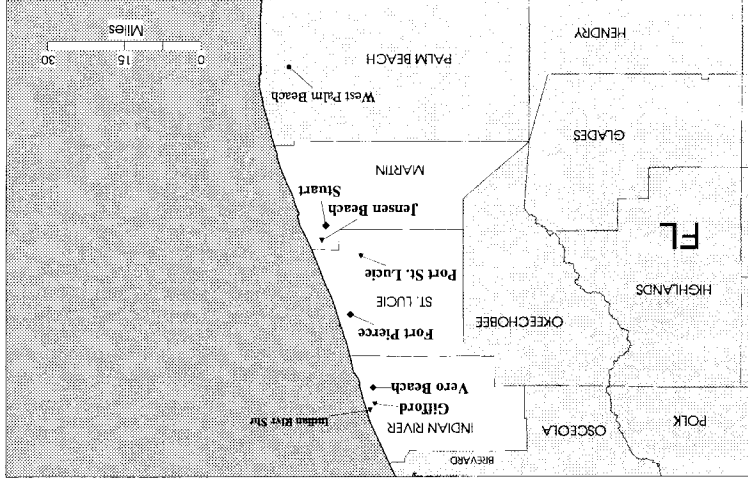 BREVARD
POLK
OSCEOLA
INDIAN RIVER
Indian River Shr
Gifford
Vero Beach
Fort Pierce
OKEECHOBEE
ST. LUCIE
HIGHLANDS
Port St. Lucie
FL
Jensen Beach
Stuart
MARTIN
GLADES
West Palm Beach
PALM BEACH
HENDRY
0 15 30
Miles